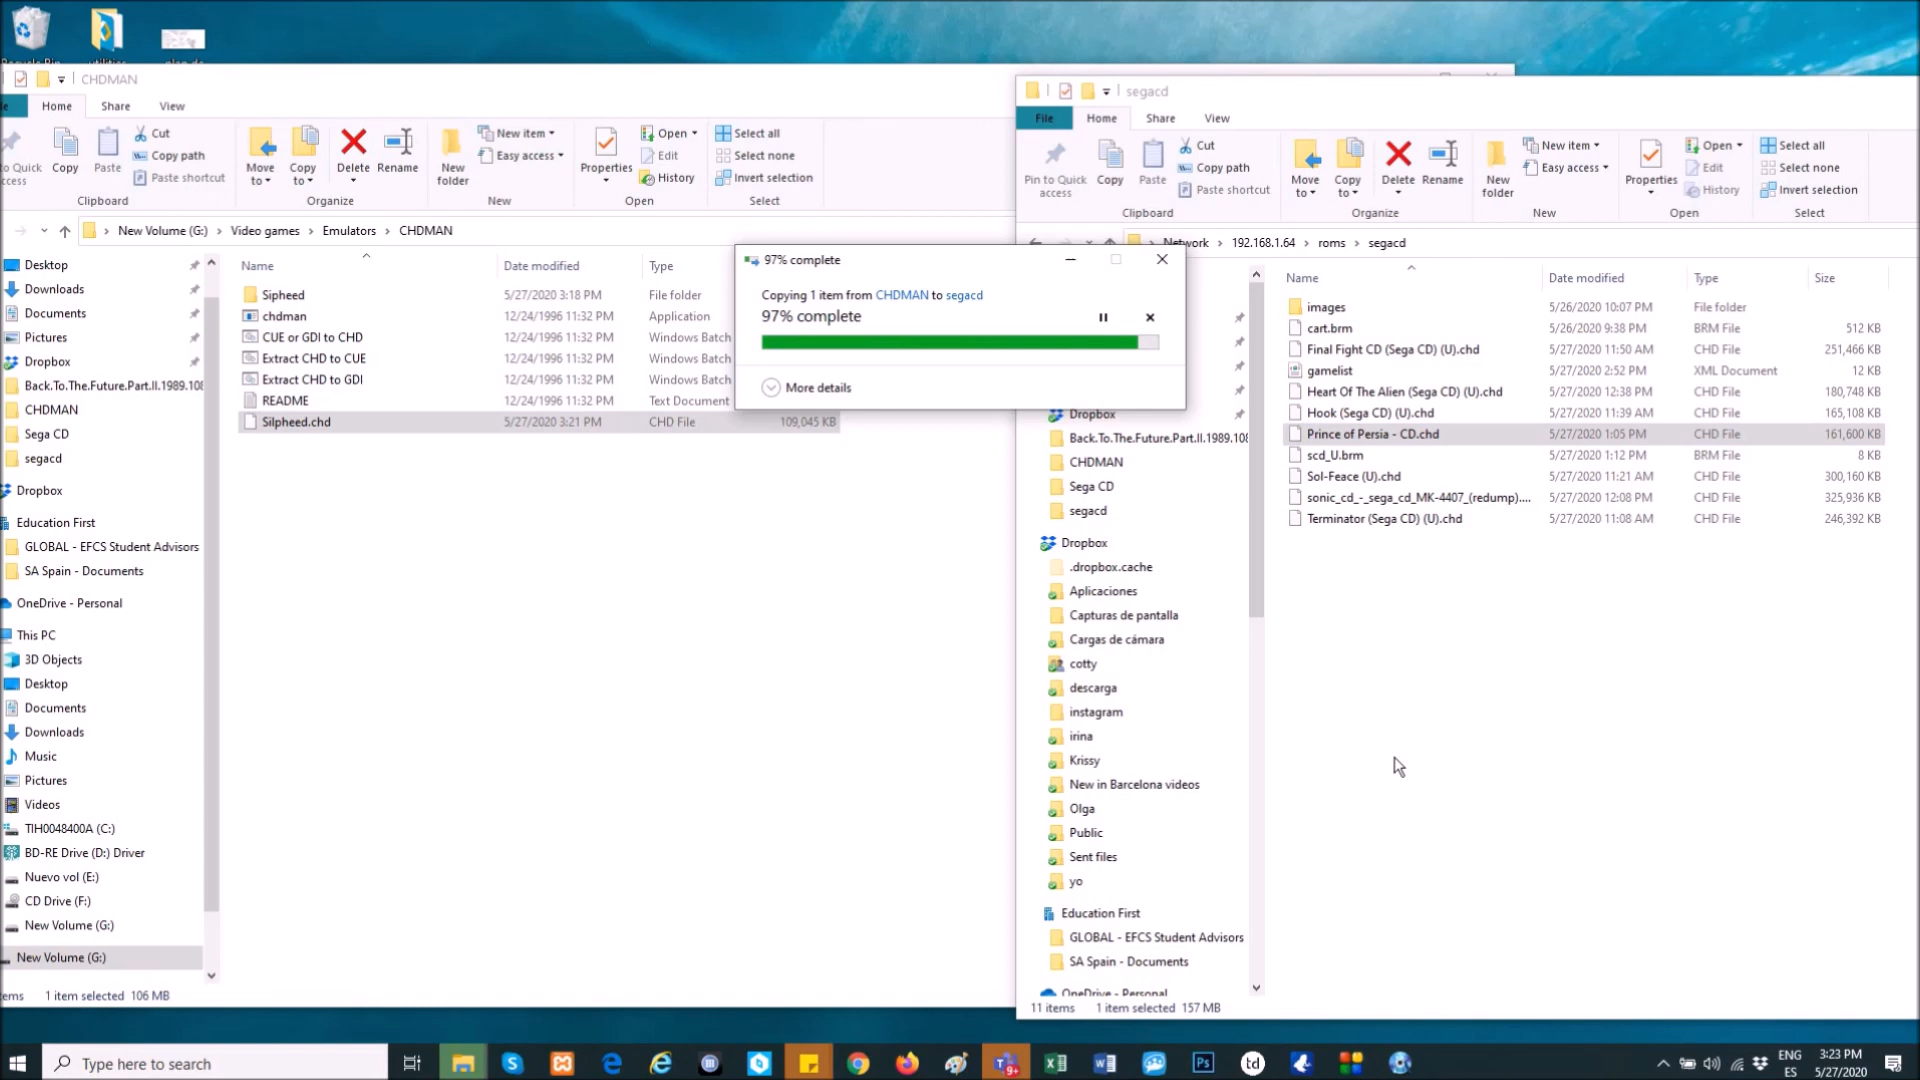 CHDMAN
Home Share View
Copy Paste Cut Copy path Paste shortcut
Move to Copy to Delete Rename
New folder New item Easy access
Properties Open Edit History
Select all Select none Invert selection
Clipboard Organize New Open Select
New Volume (G:) > Video games > Emulators > CHDMAN
Desktop
Downloads
Documents
Pictures
Dropbox
Back.To.The.Future.Part.II.1989.108
CHDMAN
Sega CD
segacd
Dropbox
Education First
GLOBAL - EFCS Student Advisors
SA Spain - Documents
OneDrive - Personal
This PC
3D Objects
Desktop
Documents
Downloads
Music
Pictures
Videos
TIH0048400A (C:)
BD-RE Drive (D:) Driver
Nuevo vol (E:)
CD Drive (F:)
New Volume (G:)
New Volume (G:)
Name Date modified Type
Sipheed 5/27/2020 3:18 PM File folder
chdman 12/24/1996 11:32 PM Application
CUE or GDI to CHD 12/24/1996 11:32 PM Windows Batch
Extract CHD to CUE 12/24/1996 11:32 PM Windows Batch
Extract CHD to GDI 12/24/1996 11:32 PM Windows Batch
README 12/24/1996 11:32 PM Text Document
Silpheed.chd 5/27/2020 3:21 PM CHD File 109,045 KB
1 item selected 106 MB
97% complete
Copying 1 item from CHDMAN to segacd
97% complete
More details
segacd
File Home Share View
Pin to Quick access Copy Paste Cut Copy path Paste shortcut
Move to Copy to Delete Rename
New folder New item Easy access
Properties Open Edit History
Select all Select none Invert selection
Clipboard Organize New Open Select
Network > 192.168.1.64 > roms > segacd
Dropbox
Back.To.The.Future.Part.II.1989.108
CHDMAN
Sega CD
segacd
Dropbox
.dropbox.cache
Aplicaciones
Capturas de pantalla
Cargas de cámara
cotty
descarga
instagram
irina
Krissy
New in Barcelona videos
Olga
Public
Sent files
yo
Education First
GLOBAL - EFCS Student Advisors
SA Spain - Documents
OneDrive - Personal
Name Date modified Type Size
images 5/26/2020 10:07 PM File folder
cart.brm 5/26/2020 9:38 PM BRM File 512 KB
Final Fight CD (Sega CD) (U).chd 5/27/2020 11:50 AM CHD File 251,466 KB
gamelist 5/27/2020 2:52 PM XML Document 12 KB
Heart Of The Alien (Sega CD) (U).chd 5/27/2020 12:38 PM CHD File 180,748 KB
Hook (Sega CD) (U).chd 5/27/2020 11:39 AM CHD File 165,108 KB
Prince of Persia - CD.chd 5/27/2020 1:05 PM CHD File 161,600 KB
scd_U.brm 5/27/2020 1:12 PM BRM File 8 KB
Sol-Feace (U).chd 5/27/2020 11:21 AM CHD File 300,160 KB
sonic_cd_-_sega_cd_MK-4407_(redump).... 5/27/2020 12:08 PM CHD File 325,936 KB
Terminator (Sega CD) (U).chd 5/27/2020 11:08 AM CHD File 246,392 KB
11 items 1 item selected 157 MB
Type here to search
ENG
ES
3:23 PM
5/27/2020